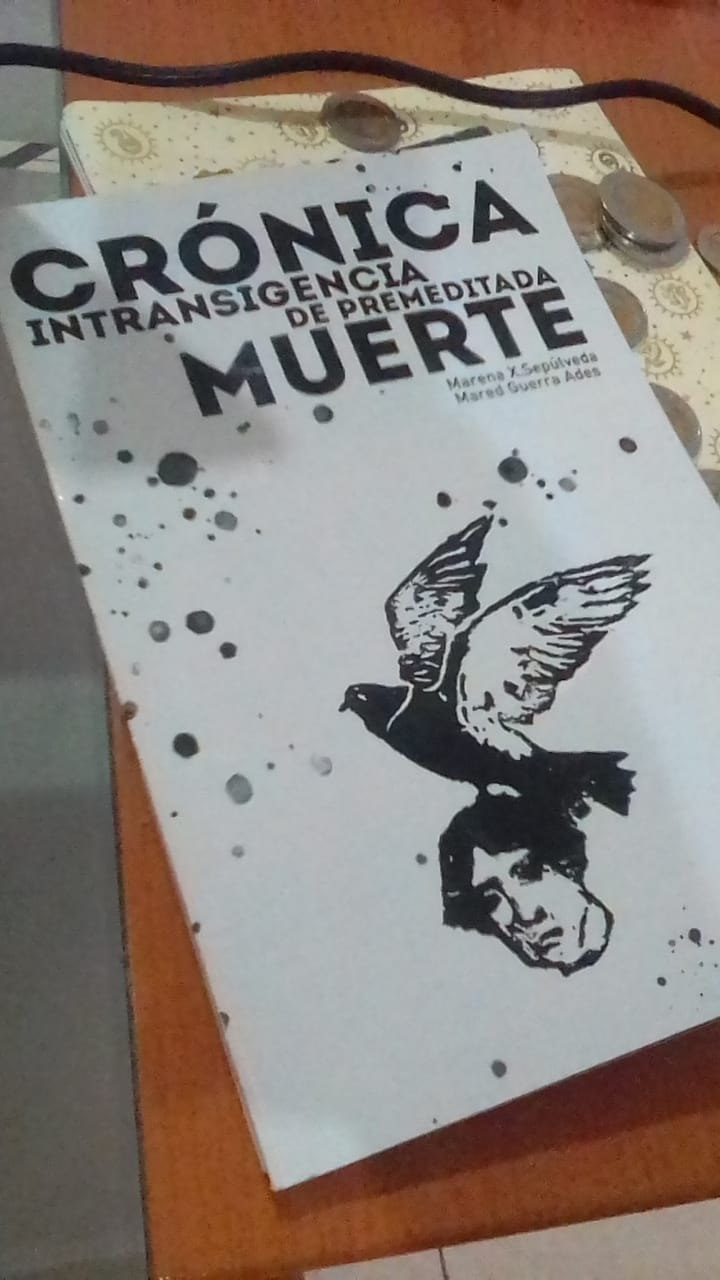 CRÓNICA
INTRANSIGENCIA
DE PREMEDITADA
MUERTE
Marena X.Sepúlveda
Mared Guerra Ades